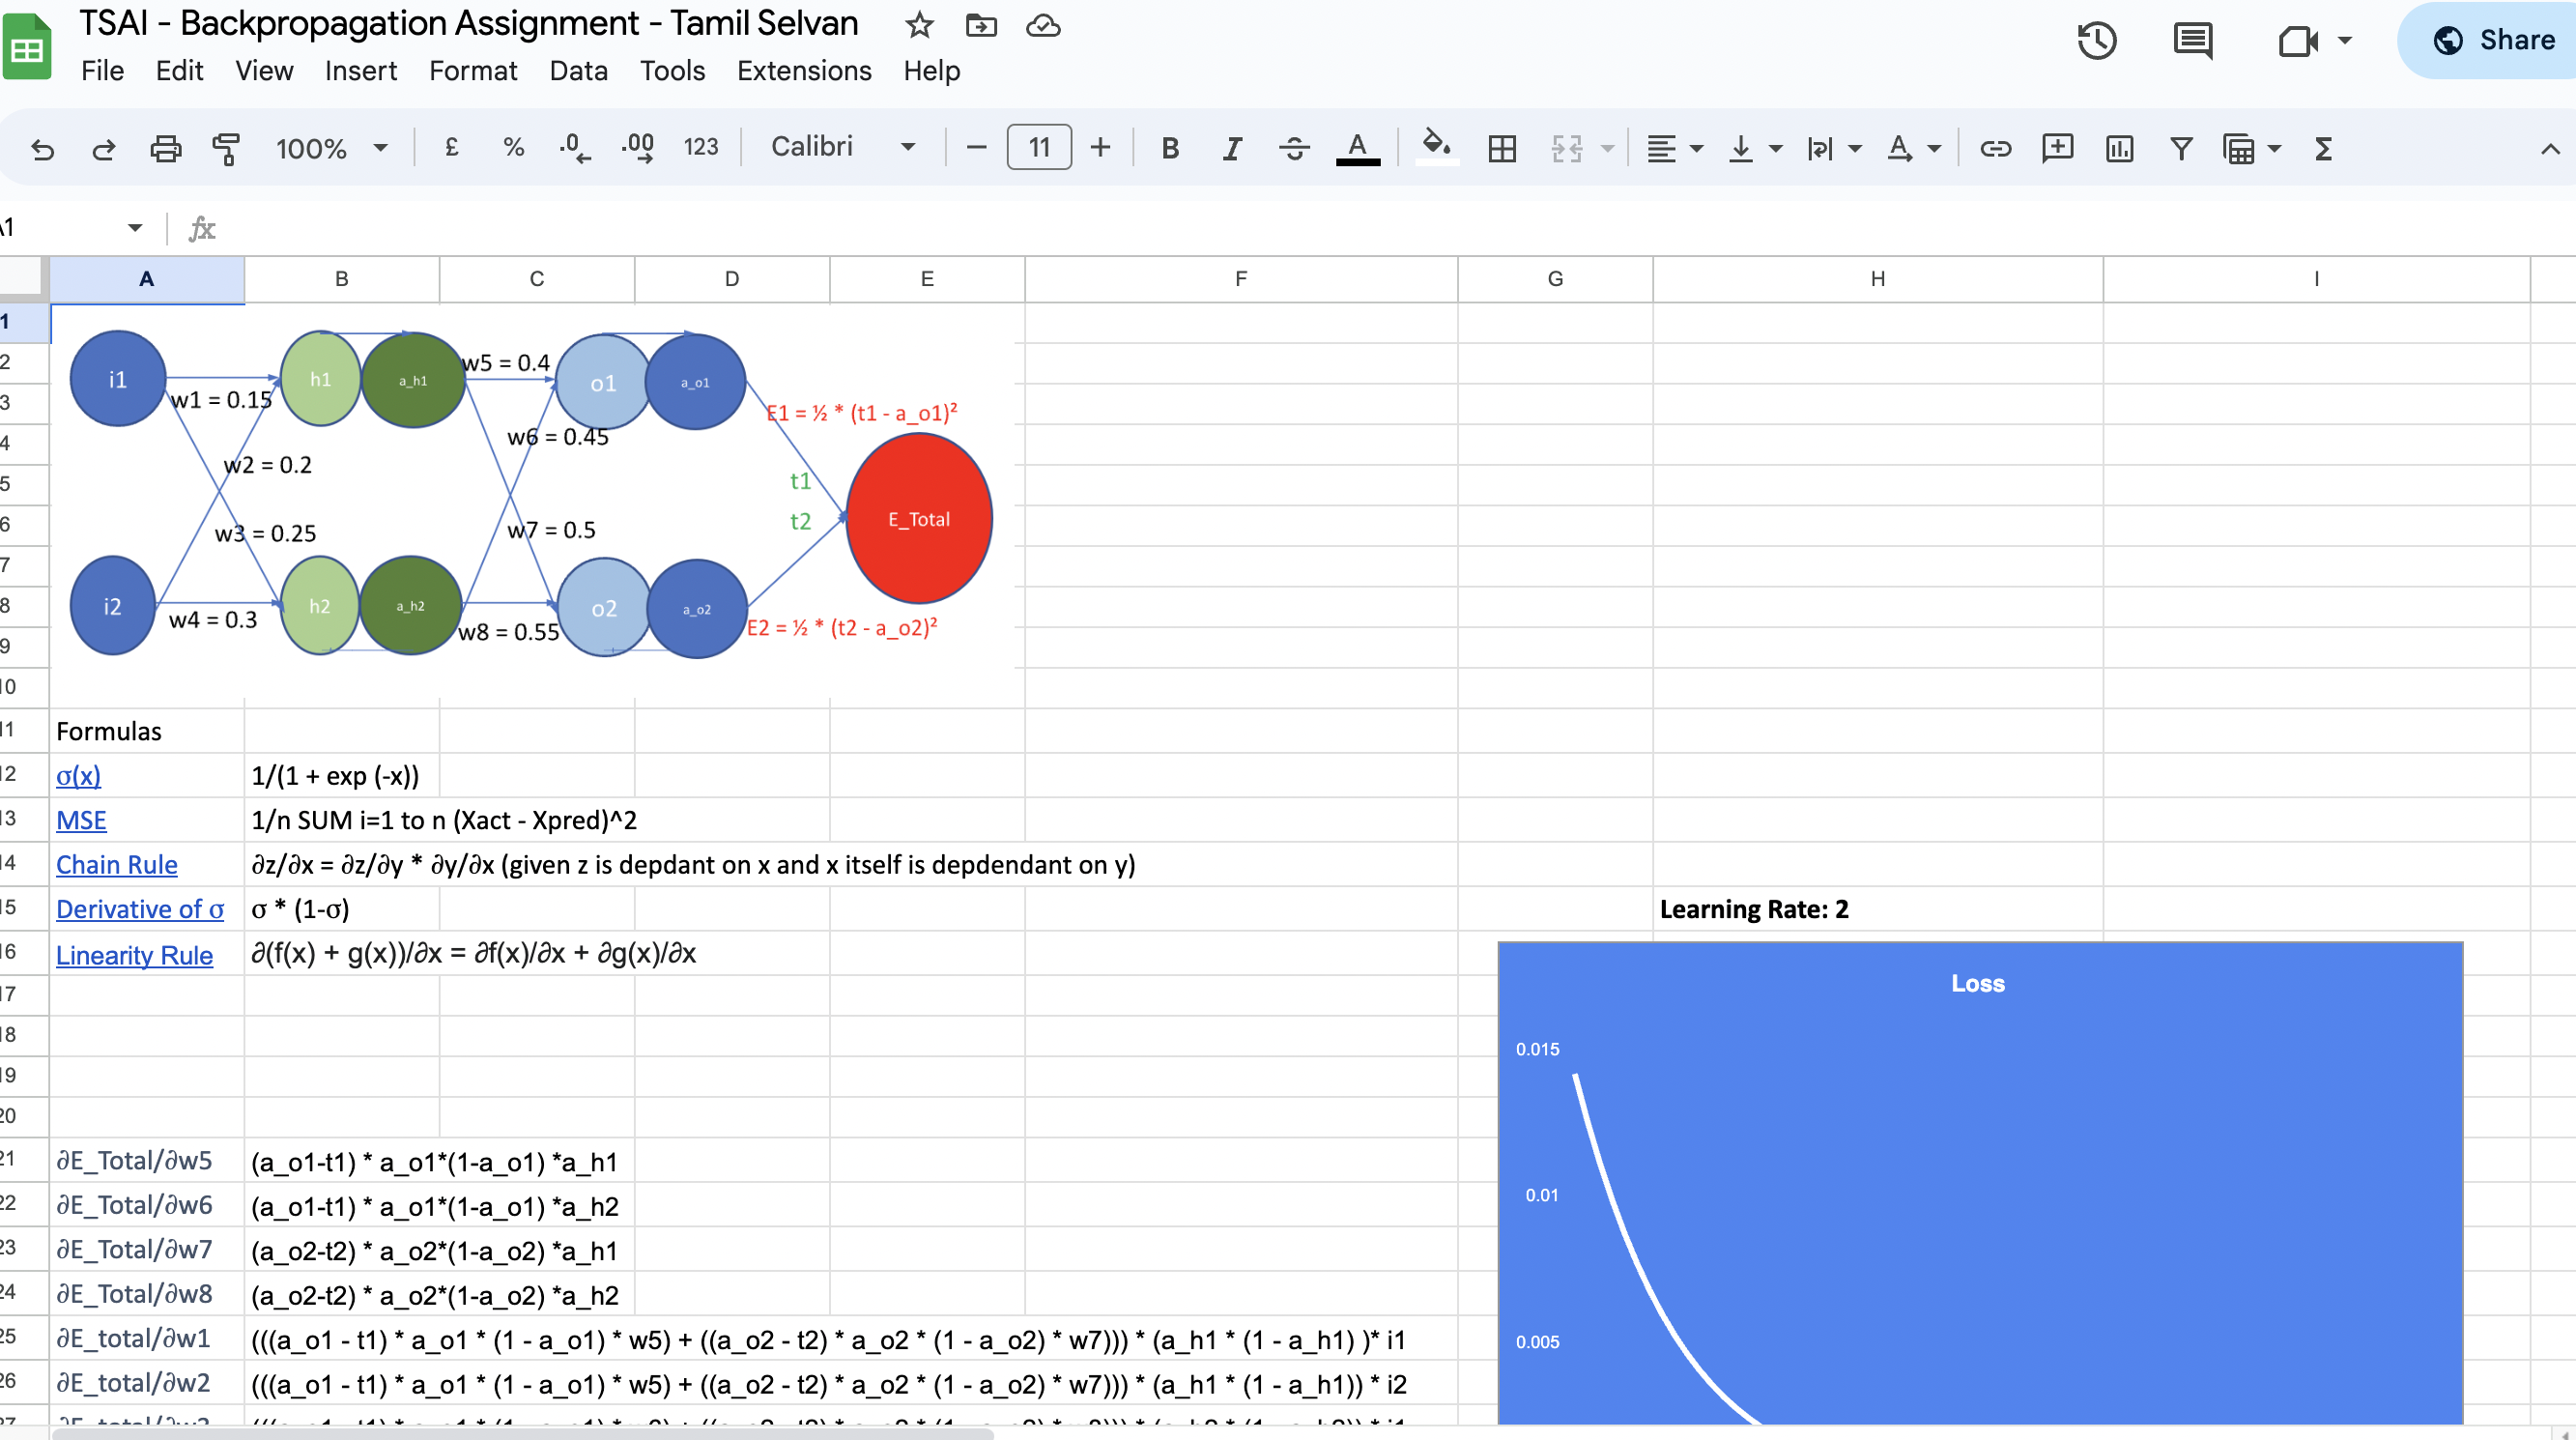 TSAI - Backpropagation Assignment - Tamil Selvan
Share
File Edit View Insert Format Data Tools Extensions Help
100% £ % .0 .00 123 Calibri 11 B I S A Σ
fx
A B C D E F G H I
1
2
3
4
5
6
7
8
9
i1
w1 = 0.15
h1
a_h1
w5 = 0.4
o1
a_o1
E1 = ½ * (t1 - a_o1)²
w6 = 0.45
w2 = 0.2
t1
t2
w3 = 0.25
w7 = 0.5
E_Total
i2
w4 = 0.3
h2
a_h2
w8 = 0.55
o2
a_o2
E2 = ½ * (t2 - a_o2)²
Formulas
σ(x) 1/(1 + exp (-x))
MSE 1/n SUM i=1 to n (Xact - Xpred)^2
Chain Rule ∂z/∂x = ∂z/∂y * ∂y/∂x (given z is depdant on x and x itself is depdendant on y)
Derivative of σ σ * (1-σ)
Learning Rate: 2
Linearity Rule ∂(f(x) + g(x))/∂x = ∂f(x)/∂x + ∂g(x)/∂x
Loss
0.015
0.01
0.005
∂E_Total/∂w5 (a_o1-t1) * a_o1*(1-a_o1) *a_h1
∂E_Total/∂w6 (a_o1-t1) * a_o1*(1-a_o1) *a_h2
∂E_Total/∂w7 (a_o2-t2) * a_o2*(1-a_o2) *a_h1
∂E_Total/∂w8 (a_o2-t2) * a_o2*(1-a_o2) *a_h2
∂E_total/∂w1 (((a_o1 - t1) * a_o1 * (1 - a_o1) * w5) + ((a_o2 - t2) * a_o2 * (1 - a_o2) * w7))) * (a_h1 * (1 - a_h1) )* i1
∂E_total/∂w2 (((a_o1 - t1) * a_o1 * (1 - a_o1) * w5) + ((a_o2 - t2) * a_o2 * (1 - a_o2) * w7))) * (a_h1 * (1 - a_h1)) * i2